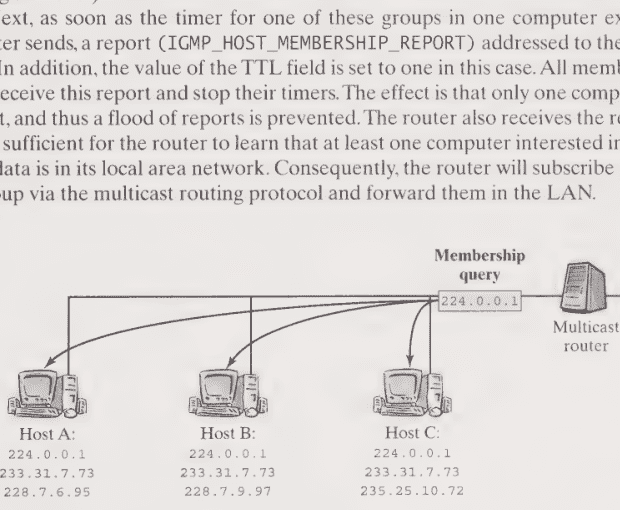 ext, as soon as the timer for one of these groups in one computer ex
ter sends, a report (IGMP_HOST_MEMBERSHIP_REPORT) addressed to the
In addition, the value of the TTL field is set to one in this case. All memb
eceive this report and stop their timers. The effect is that only one comp
t, and thus a flood of reports is prevented. The router also receives the re
sufficient for the router to learn that at least one computer interested in
data is in its local area network. Consequently, the router will subscribe
oup via the multicast routing protocol and forward them in the LAN.
Membership
query
224.0.0.1
Multicast
router
Host A:
224.0.0.1
233.31.7.73
228.7.6.95
Host B:
224.0.0.1
233.31.7.73
228.7.9.97
Host C:
224.0.0.1
233.31.7.73
235.25.10.72